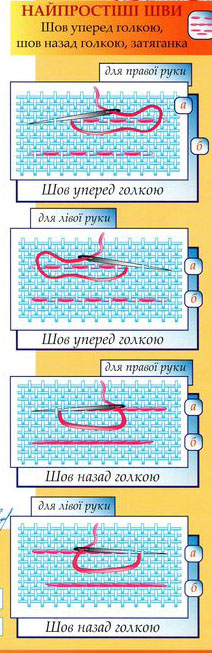 НАЙПРОСТІШІ ШВИ
Шов уперед голкою,
шов назад голкою, затяганка
для правої руки
а
б
Шов уперед голкою
для лівої руки
а
б
Шов уперед голкою
для правої руки
а
б
Шов назад голкою
для лівої руки
а
б
Шов назад голкою